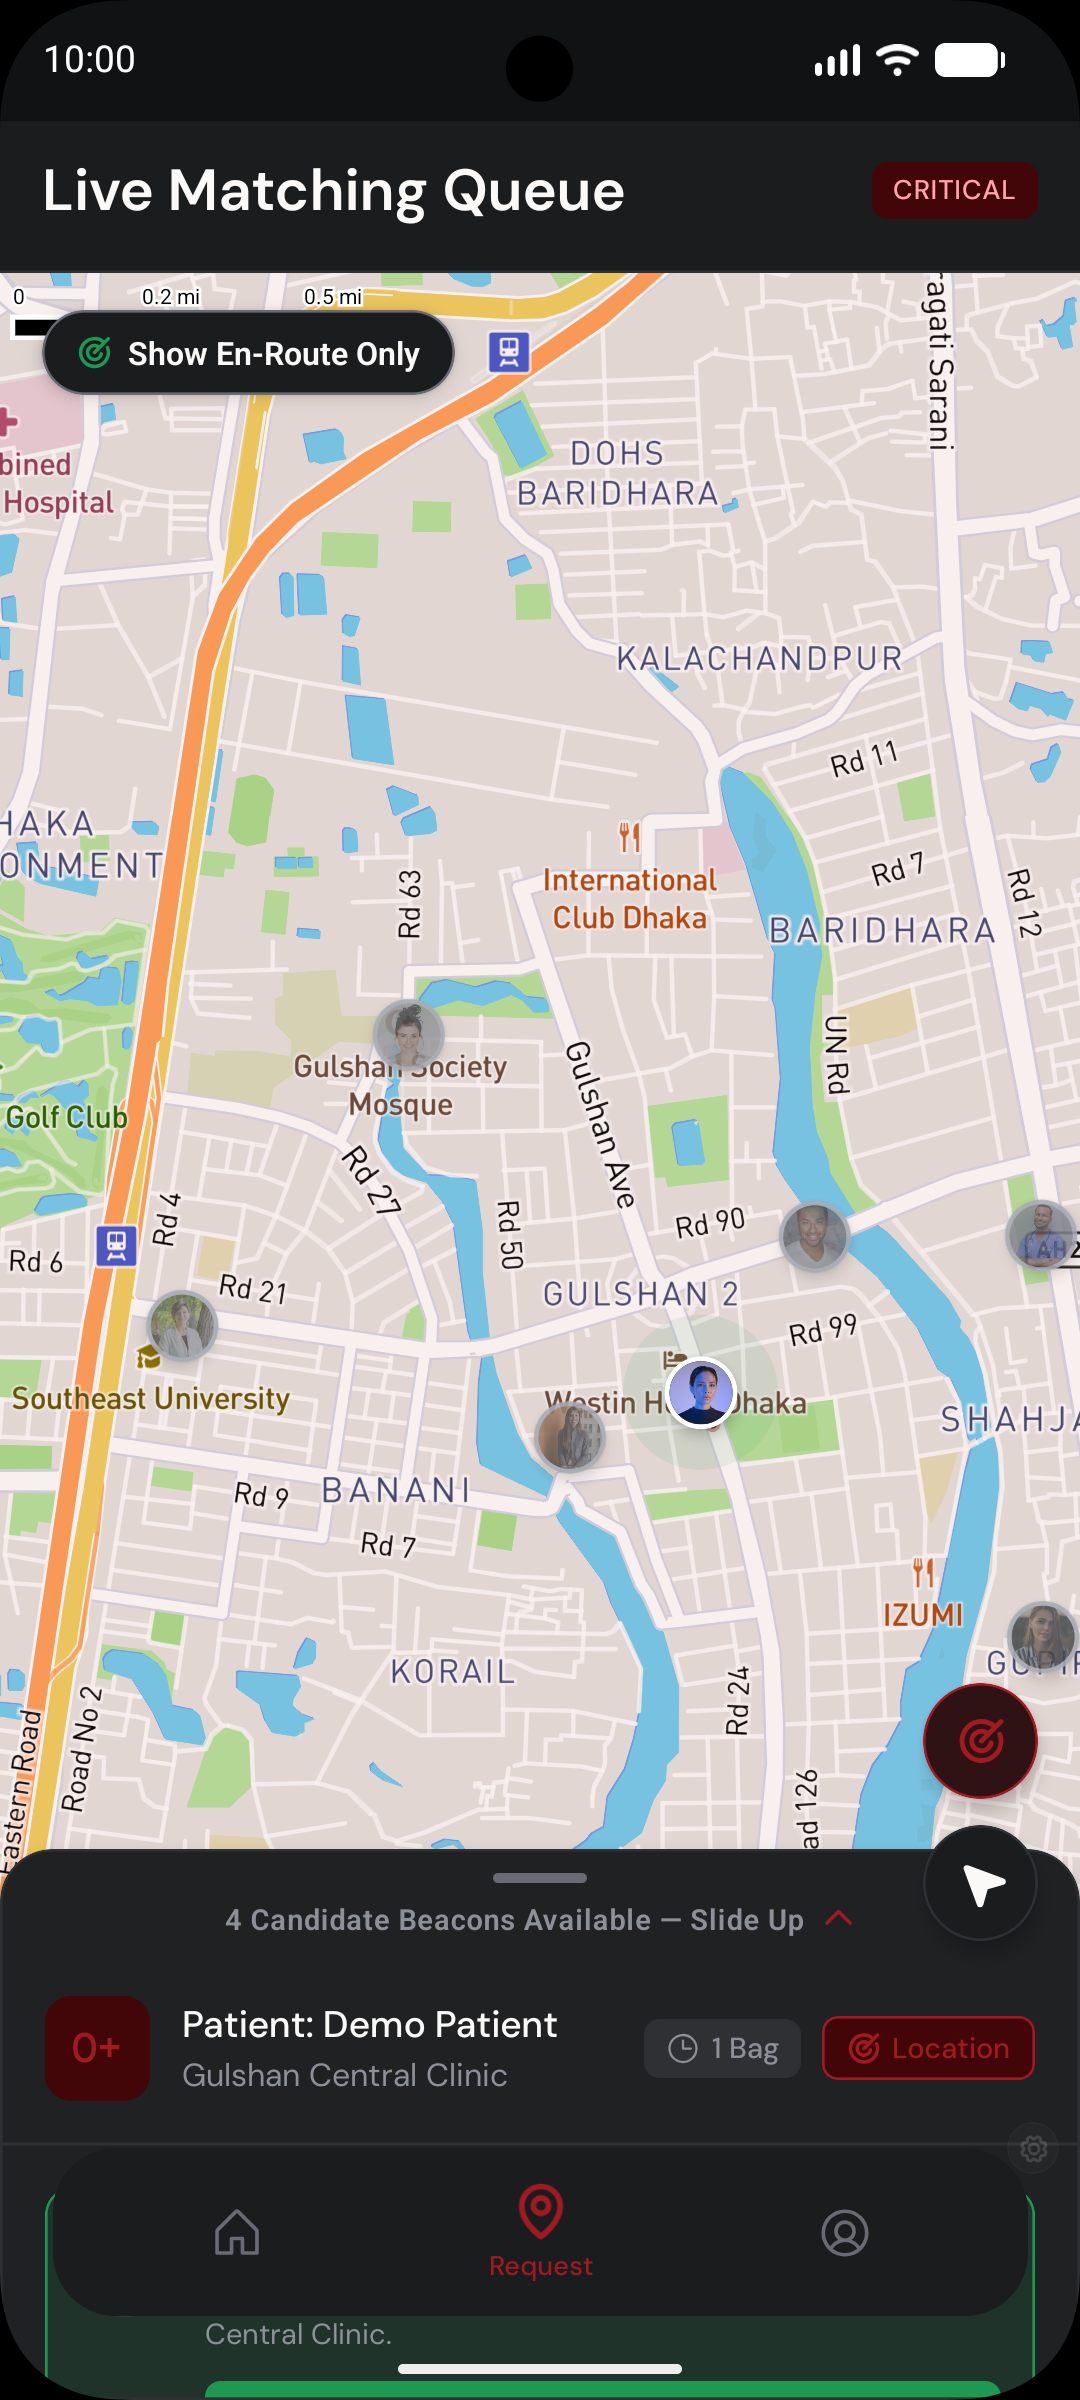 10:00
Live Matching Queue
CRITICAL
0
0.2 mi
0.5 mi
Show En-Route Only
ragati Sarani
bined
Hospital
DOHS
BARIDHARA
KALACHANDPUR
Rd 11
HAKA
ONMENT
Rd 63
International
Club Dhaka
Rd 7
Rd 12
BARIDHARA
UN Rd
Gulshan Society
Mosque
Gulshan Ave
Golf Club
Rd 27
Rd 4
Rd 50
Rd 90
Rd 6
Rd 21
GULSHAN 2
Rd 99
Southeast University
Westin H Dhaka
SHAHJA
Rd 9
BANANI
Rd 7
IZUMI
KORAIL
Rd 24
Road No 2
Eastern Road
ad 126
4 Candidate Beacons Available — Slide Up
0+
Patient: Demo Patient
Gulshan Central Clinic
1 Bag
Location
Request
Central Clinic.